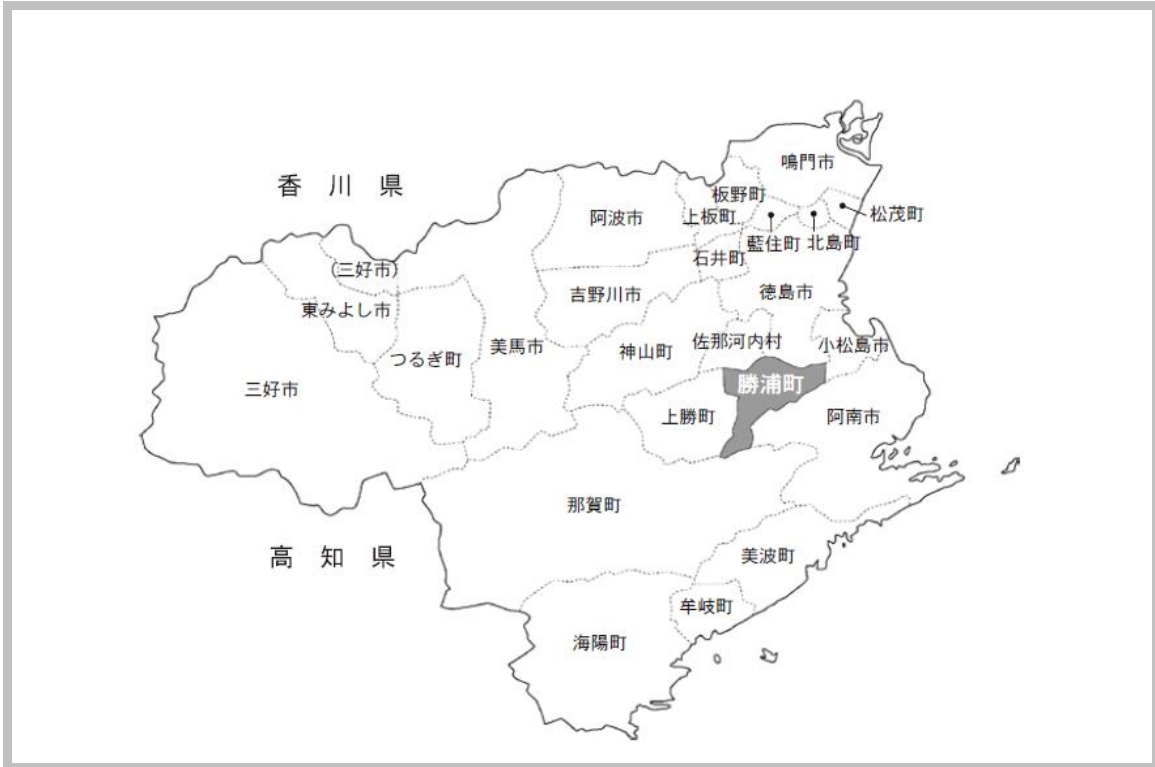 鳴門市
香川県
板野町
阿波市
上板町
松茂町
藍住町
北島町
石井町
(三好市)
吉野川市
徳島市
東みよし市
佐那河内村
小松島市
美馬市
神山町
つるぎ町
勝浦町
三好市
上勝町
阿南市
那賀町
高知県
美波町
牟岐町
海陽町